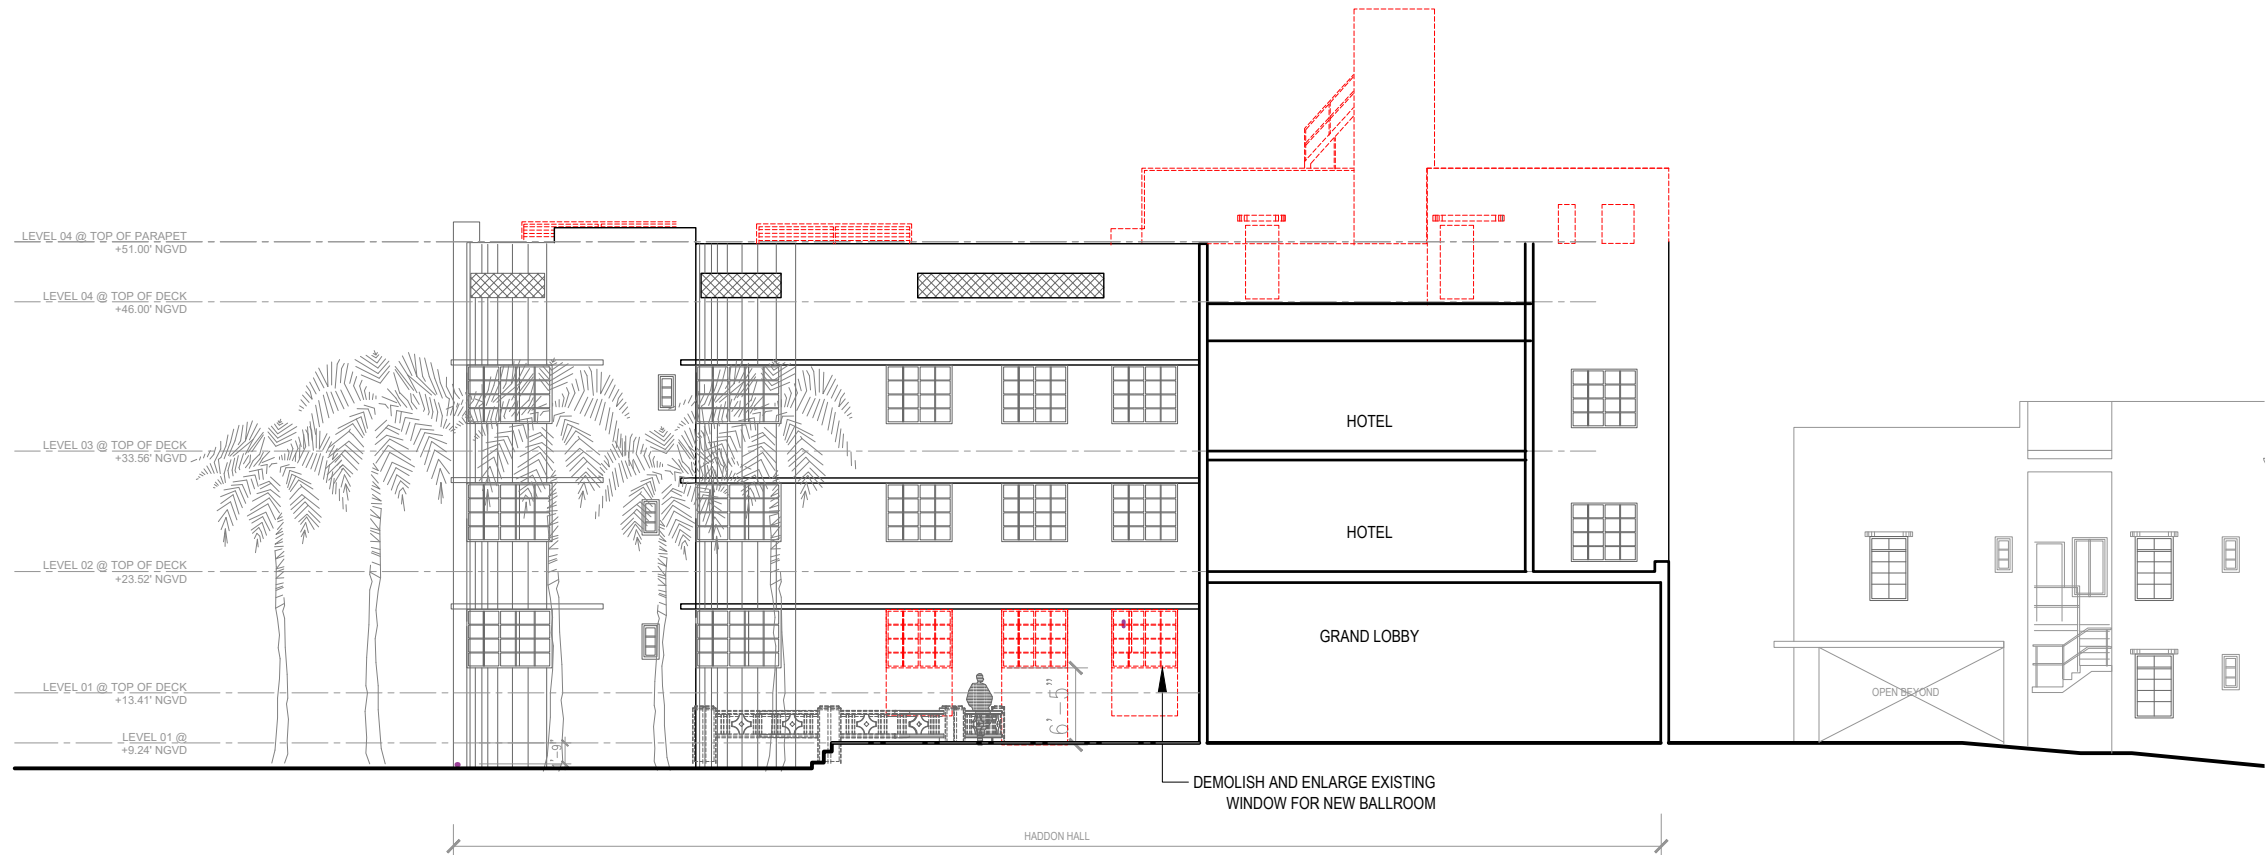 LEVEL 04 @ TOP OF PARAPET
+51.00' NGVD
LEVEL 04 @ TOP OF DECK
+46.00' NGVD
HOTEL
LEVEL 03 @ TOP OF DECK
+33.56' NGVD
HOTEL
LEVEL 02 @ TOP OF DECK
+23.52' NGVD
GRAND LOBBY
LEVEL 01 @ TOP OF DECK
+13.41' NGVD
OPEN BEYOND
6'-5"
LEVEL 01 @
+9.24' NGVD
DEMOLISH AND ENLARGE EXISTING
WINDOW FOR NEW BALLROOM
HADDON HALL